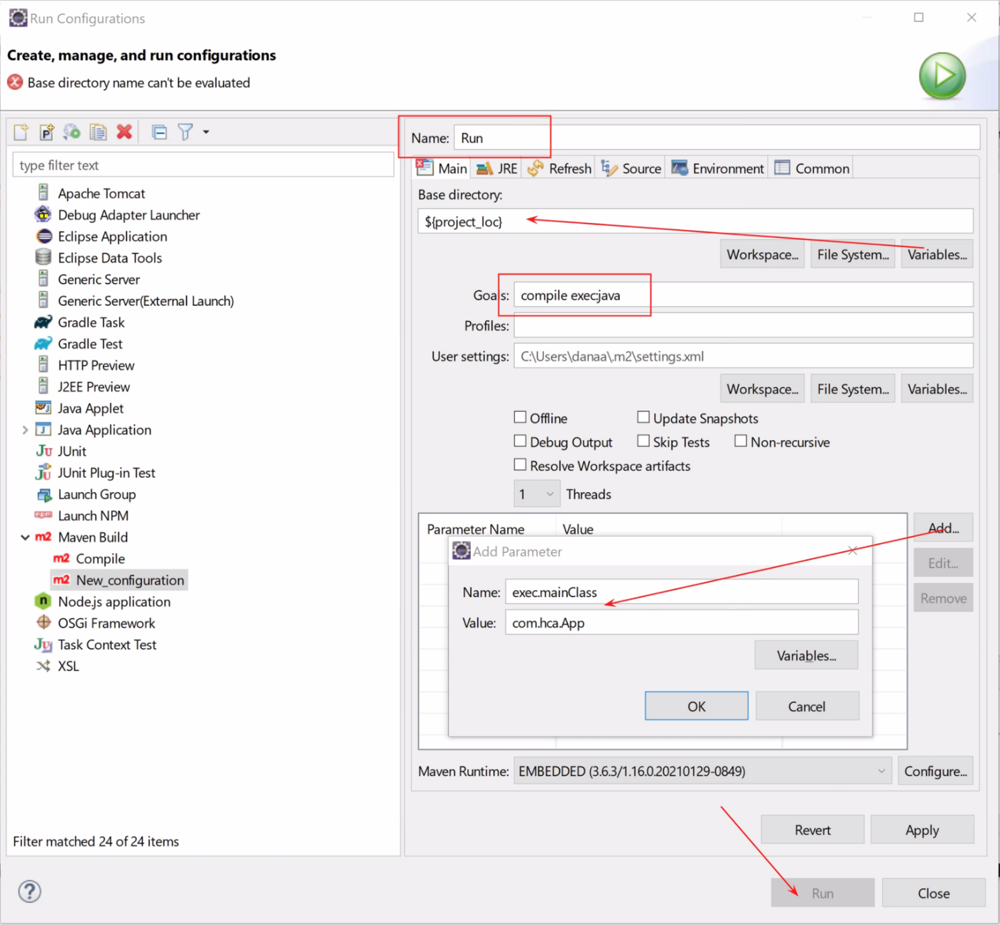 Run Configurations
Create, manage, and run configurations
Base directory name can't be evaluated
type filter text
Apache Tomcat
Debug Adapter Launcher
Eclipse Application
Eclipse Data Tools
Generic Server
Generic Server(External Launch)
Gradle Task
Gradle Test
HTTP Preview
J2EE Preview
Java Applet
Java Application
JUnit
JUnit Plug-in Test
Launch Group
Launch NPM
m2 Maven Build
m2 Compile
m2 New_configuration
Node.js application
OSGi Framework
Task Context Test
XSL
Filter matched 24 of 24 items
Name: Run
Main JRE Refresh Source Environment Common
Base directory:
${project_loc}
Workspace... File System... Variables...
Goals: compile exec:java
Profiles:
User settings: C:\Users\danaa\.m2\settings.xml
Workspace... File System... Variables...
Offline Update Snapshots
Debug Output Skip Tests Non-recursive
Resolve Workspace artifacts
1 Threads
Parameter Name Value
Add...
Edit...
Remove
Add Parameter
Name: exec.mainClass
Value: com.hca.App
Variables...
OK Cancel
Maven Runtime: EMBEDDED (3.6.3/1.16.0.20210129-0849) Configure...
Revert Apply
Run Close